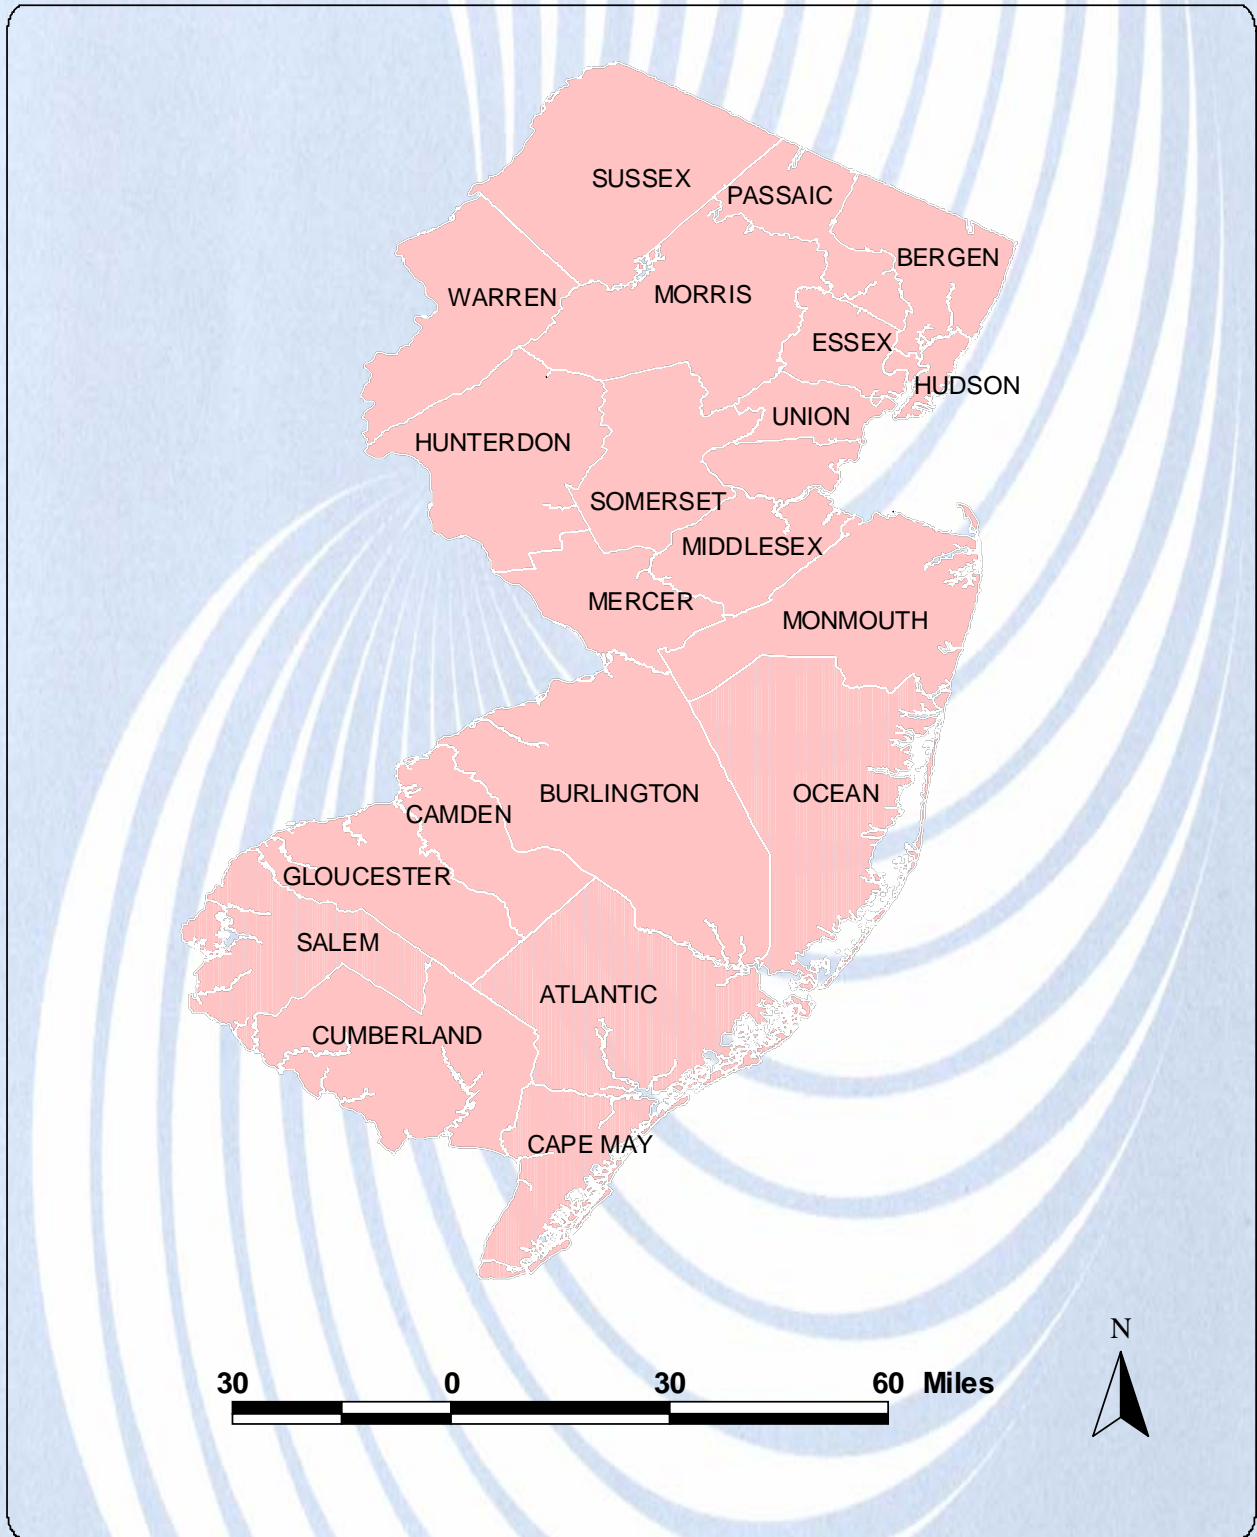 SUSSEX
PASSAIC
BERGEN
WARREN
MORRIS
ESSEX
HUDSON
UNION
HUNTERDON
SOMERSET
MIDDLESEX
MERCER
MONMOUTH
BURLINGTON
OCEAN
CAMDEN
GLOUCESTER
SALEM
ATLANTIC
CUMBERLAND
CAPE MAY
N
30 0 30 60 Miles